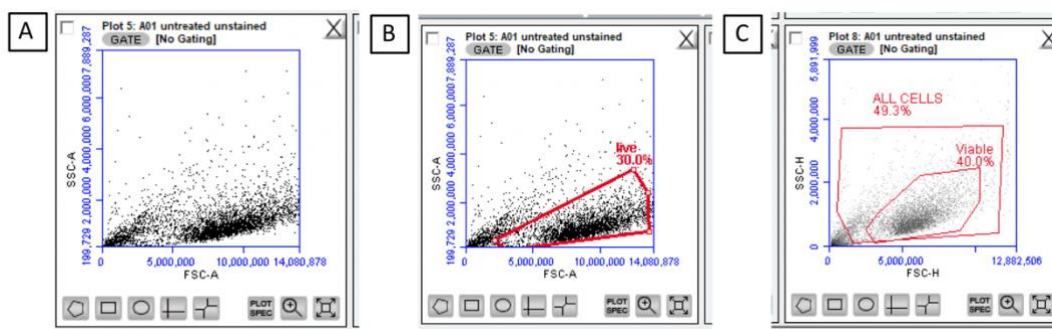 A
Plot 5: A01 untreated unstained
GATE [No Gating]
199,729 2,000,000 4,000,000 6,000,000 7,889,287
SSC-A
0 5,000,000 10,000,000 14,080,878
FSC-A
PLOT SPEC
B
Plot 5: A01 untreated unstained
GATE [No Gating]
199,729 2,000,000 4,000,000 6,000,000 7,889,287
SSC-A
live
30.0%
0 5,000,000 10,000,000 14,080,878
FSC-A
PLOT SPEC
C
Plot 8: A01 untreated unstained
GATE [No Gating]
0 2,000,000 4,000,000 5,891,999
SSC-H
ALL CELLS
49.3%
Viable
40.0%
0 5,000,000 12,882,506
FSC-H
PLOT SPEC